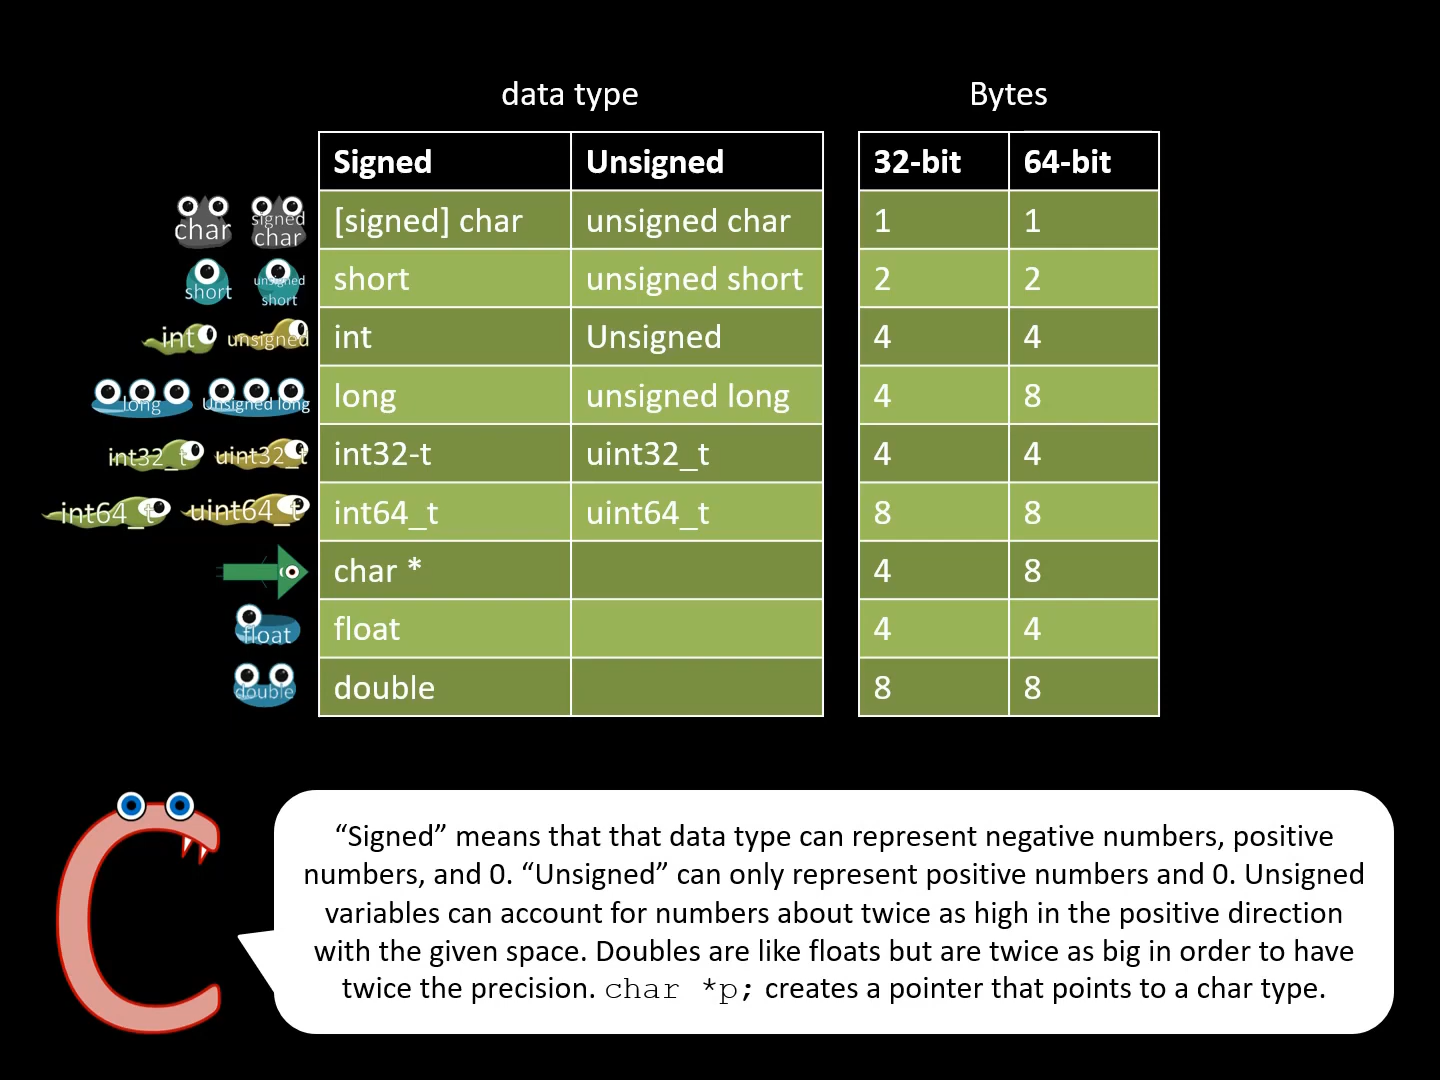 data type Bytes
Signed Unsigned 32-bit 64-bit
char signed char [signed] char unsigned char 1 1
short unsigned short short unsigned short 2 2
int unsigned int Unsigned 4 4
long Unsigned long long unsigned long 4 8
int32_t uint32_t int32-t uint32_t 4 4
int64_t uint64_t int64_t uint64_t 8 8
char * 4 8
float float 4 4
double double 8 8
“Signed” means that that data type can represent negative numbers, positive
numbers, and 0. “Unsigned” can only represent positive numbers and 0. Unsigned
variables can account for numbers about twice as high in the positive direction
with the given space. Doubles are like floats but are twice as big in order to have
twice the precision. char *p; creates a pointer that points to a char type.
C